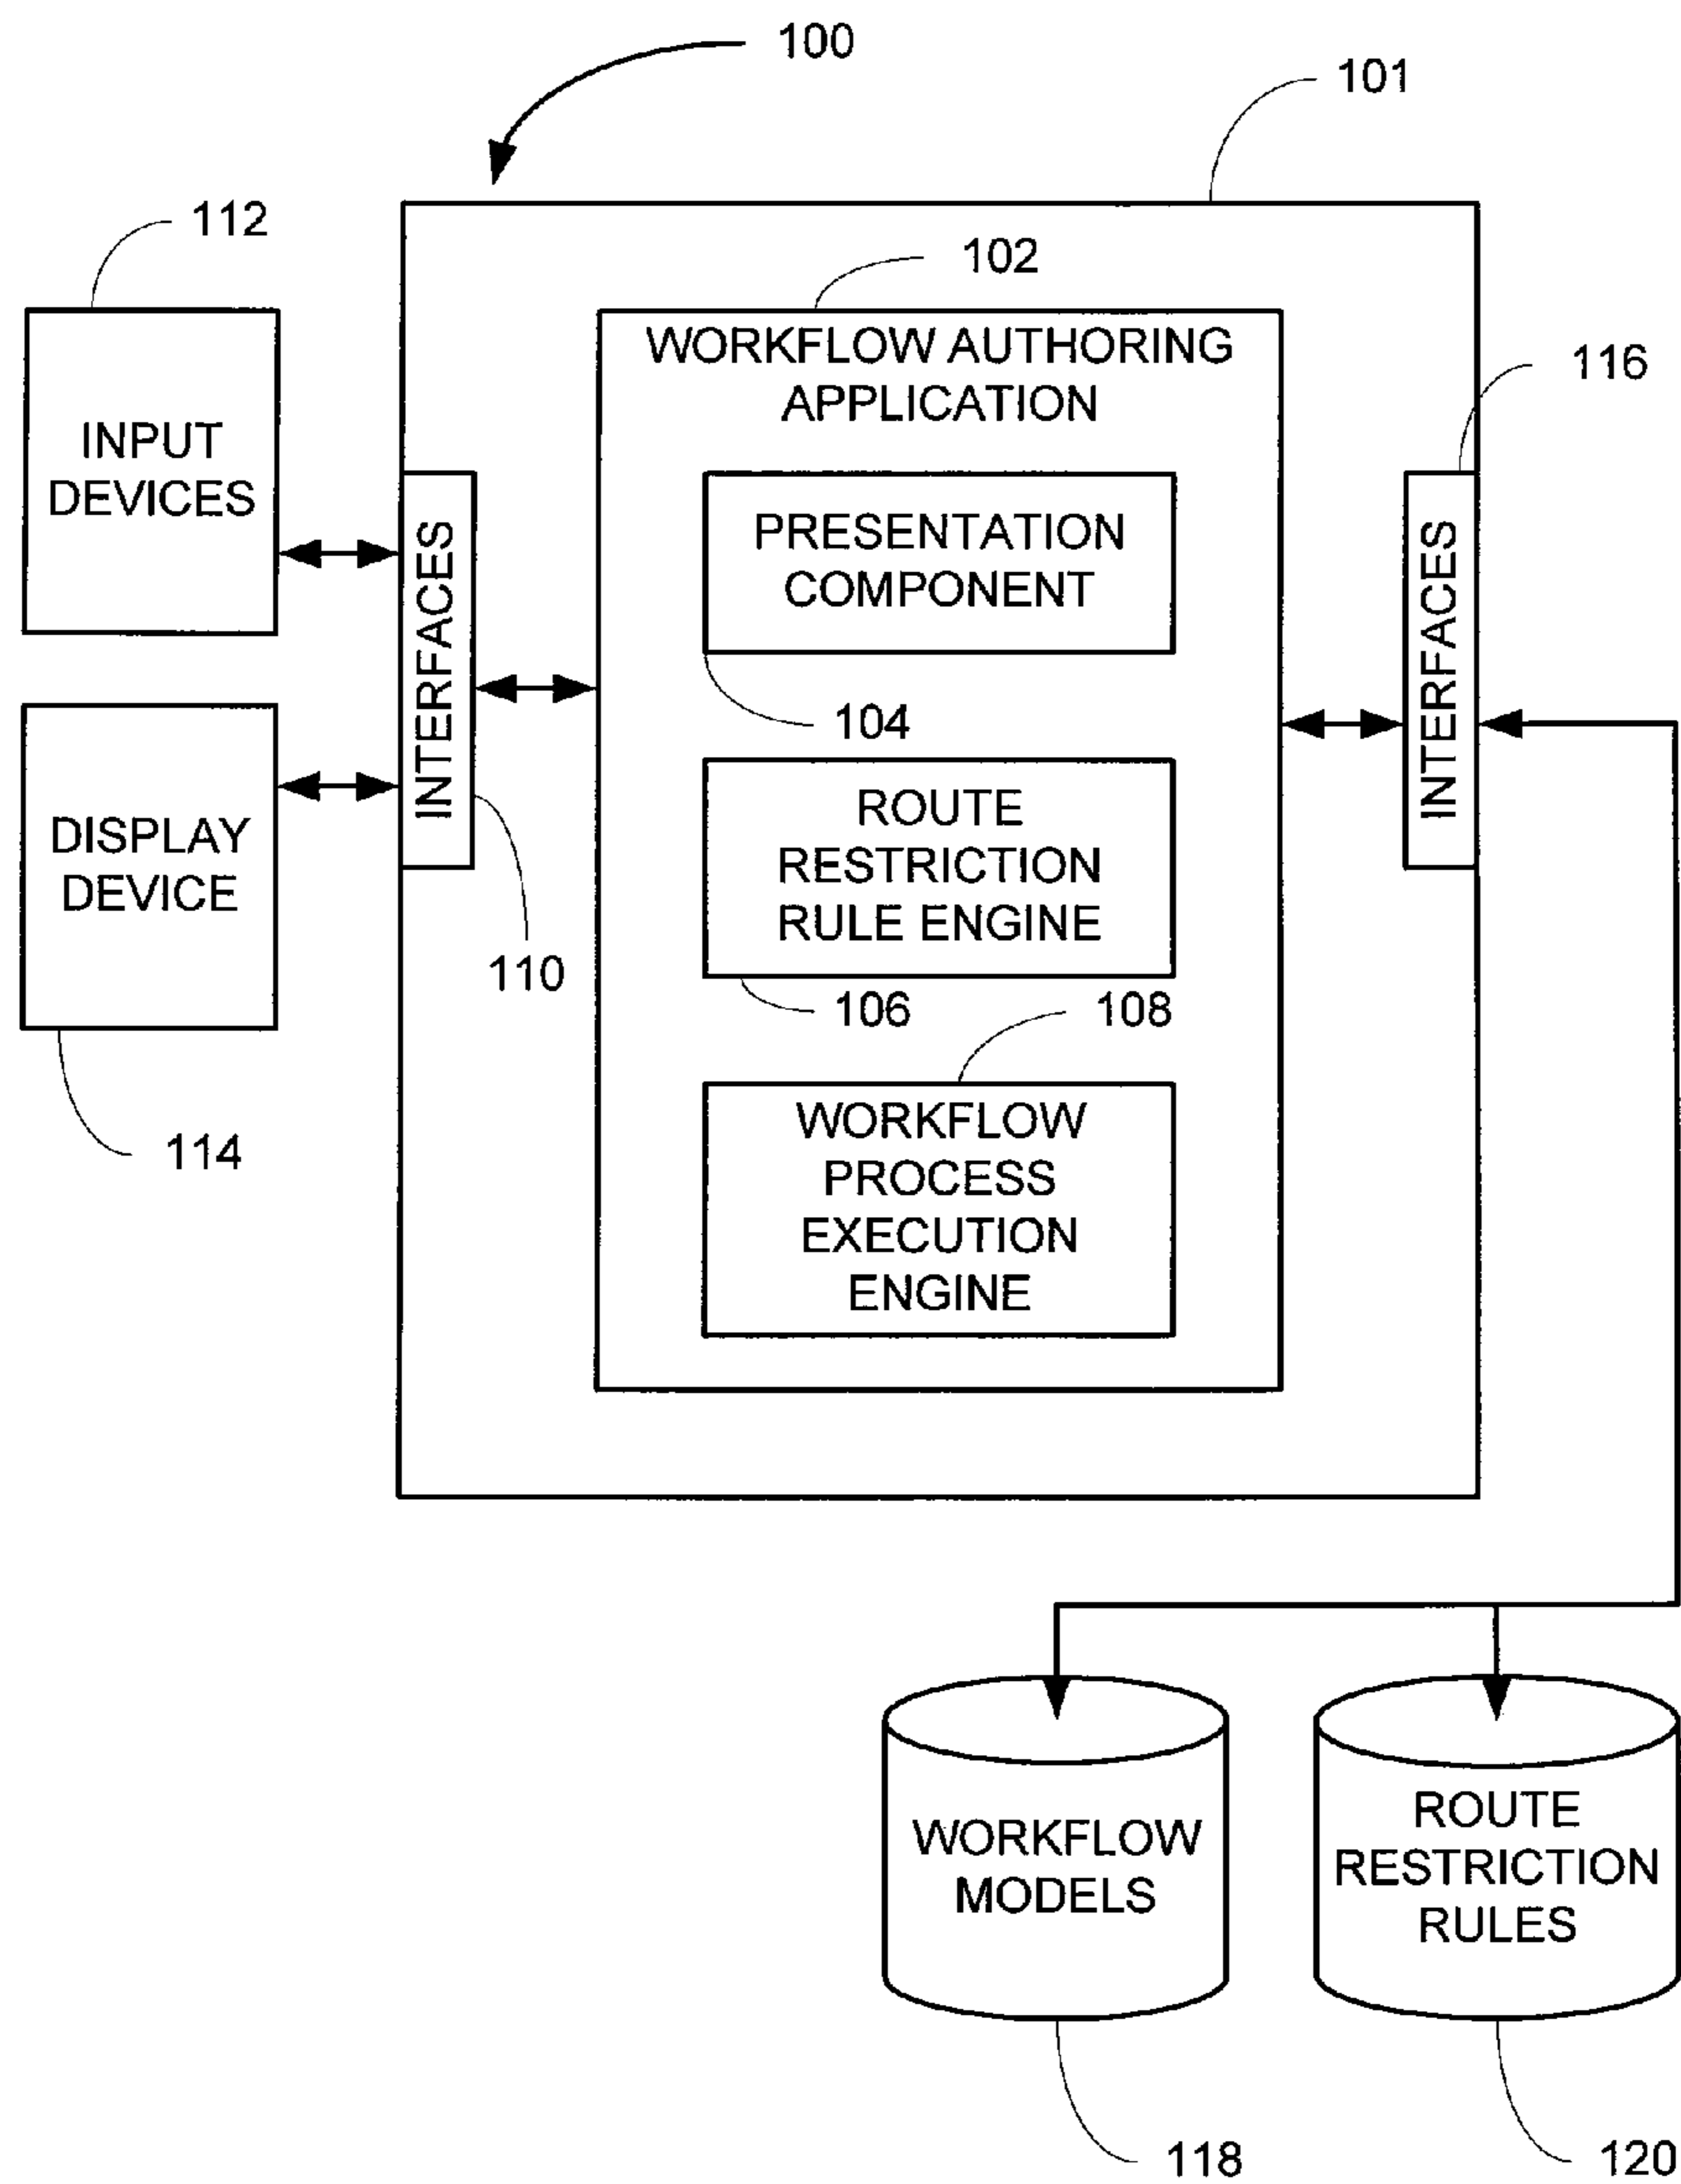 100
101
112
102
WORKFLOW AUTHORING
APPLICATION
116
INPUT
DEVICES
PRESENTATION
COMPONENT
INTERFACES
INTERFACES
104
DISPLAY
DEVICE
ROUTE
RESTRICTION
RULE ENGINE
110
106
108
114
WORKFLOW
PROCESS
EXECUTION
ENGINE
WORKFLOW
MODELS
ROUTE
RESTRICTION
RULES
118
120